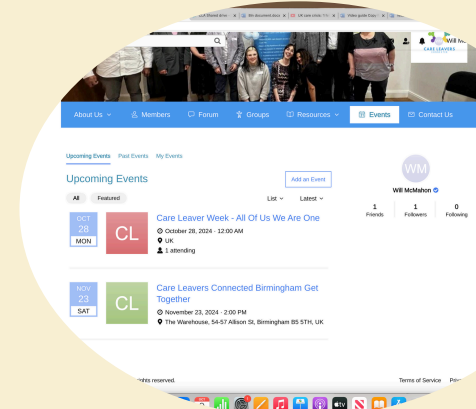 Will Mc
CARE LEAVERS
About Us
Members
Forum
Groups
Resources
Events
Contact Us
Upcoming Events Past Events My Events
Upcoming Events
Add an Event
All Featured
List Latest
OCT
28
MON
CL
Care Leaver Week - All Of Us We Are One
October 28, 2024 - 12:00 AM
UK
1 attending
NOV
23
SAT
CL
Care Leavers Connected Birmingham Get
Together
November 23, 2024 - 2:00 PM
The Warehouse, 54-57 Allison St, Birmingham B5 5TH, UK
WM
Will McMahon
1 1 0
Friends Followers Following
rights reserved.
Terms of Service
tv